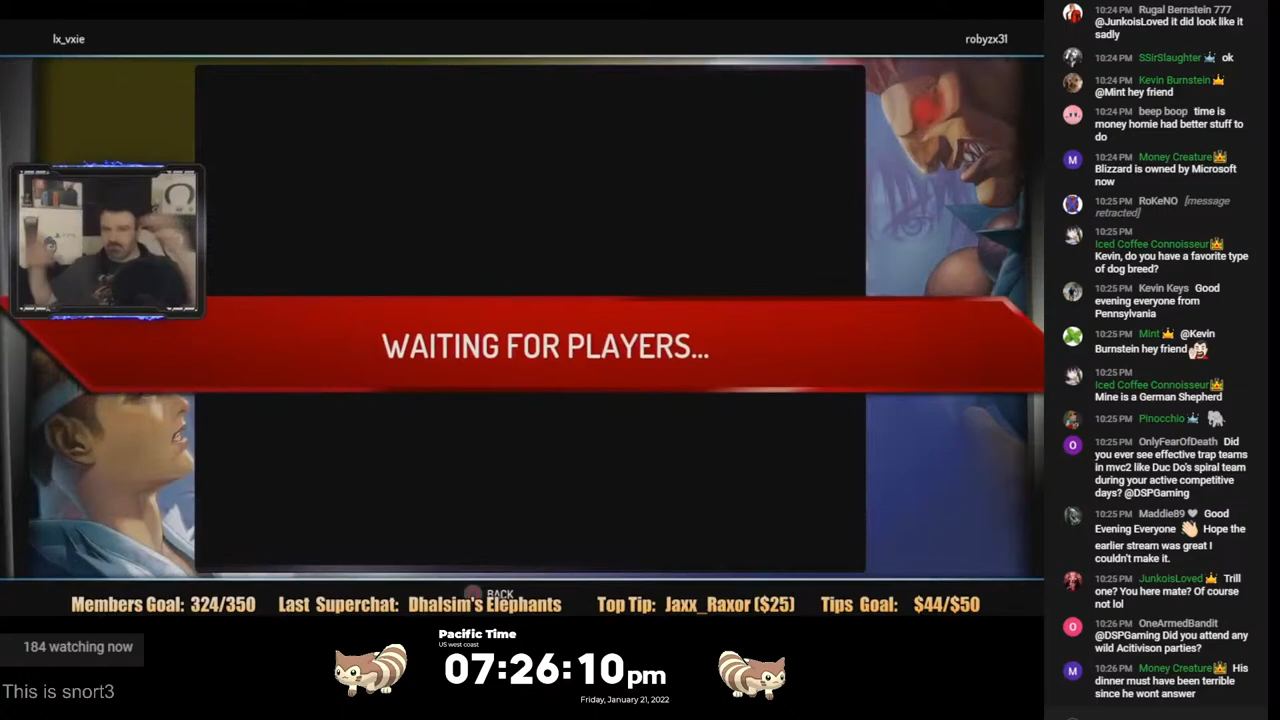 lx_vxie
robyzx31
WAITING FOR PLAYERS...
BACK
Members Goal: 324/350
Last Superchat: Dhalsim's Elephants
Top Tip: Jaxx_Raxor ($25)
Tips Goal: $44/$50
184 watching now
This is snort3
Pacific Time
US west coast
07:26:10pm
Friday, January 21, 2022
10:24 PM Rugal Bernstein 777
@JunkoisLoved it did look like it
sadly
10:24 PM SSirSlaughter ok
10:24 PM Kevin Burnstein
@Mint hey friend
10:24 PM beep boop time is
money homie had better stuff to
do
M
10:24 PM Money Creature
Blizzard is owned by Microsoft
now
10:25 PM RoKeNO [message
retracted]
10:25 PM
Iced Coffee Connoisseur
Kevin, do you have a favorite type
of dog breed?
10:25 PM Kevin Keys Good
evening everyone from
Pennsylvania
10:25 PM Mint @Kevin
Burnstein hey friend
10:25 PM
Iced Coffee Connoisseur
Mine is a German Shepherd
10:25 PM Pinocchio
O
10:25 PM OnlyFearOfDeath Did
you ever see effective trap teams
in mvc2 like Duc Do's spiral team
during your active competitive
days? @DSPGaming
10:25 PM Maddie89 Good
Evening Everyone Hope the
earlier stream was great I
couldn't make it.
10:25 PM JunkoisLoved Trill
one? You here mate? Of course
not lol
O
10:26 PM OneArmedBandit
@DSPGaming Did you attend any
wild Acitivison parties?
M
10:26 PM Money Creature His
dinner must have been terrible
since he wont answer